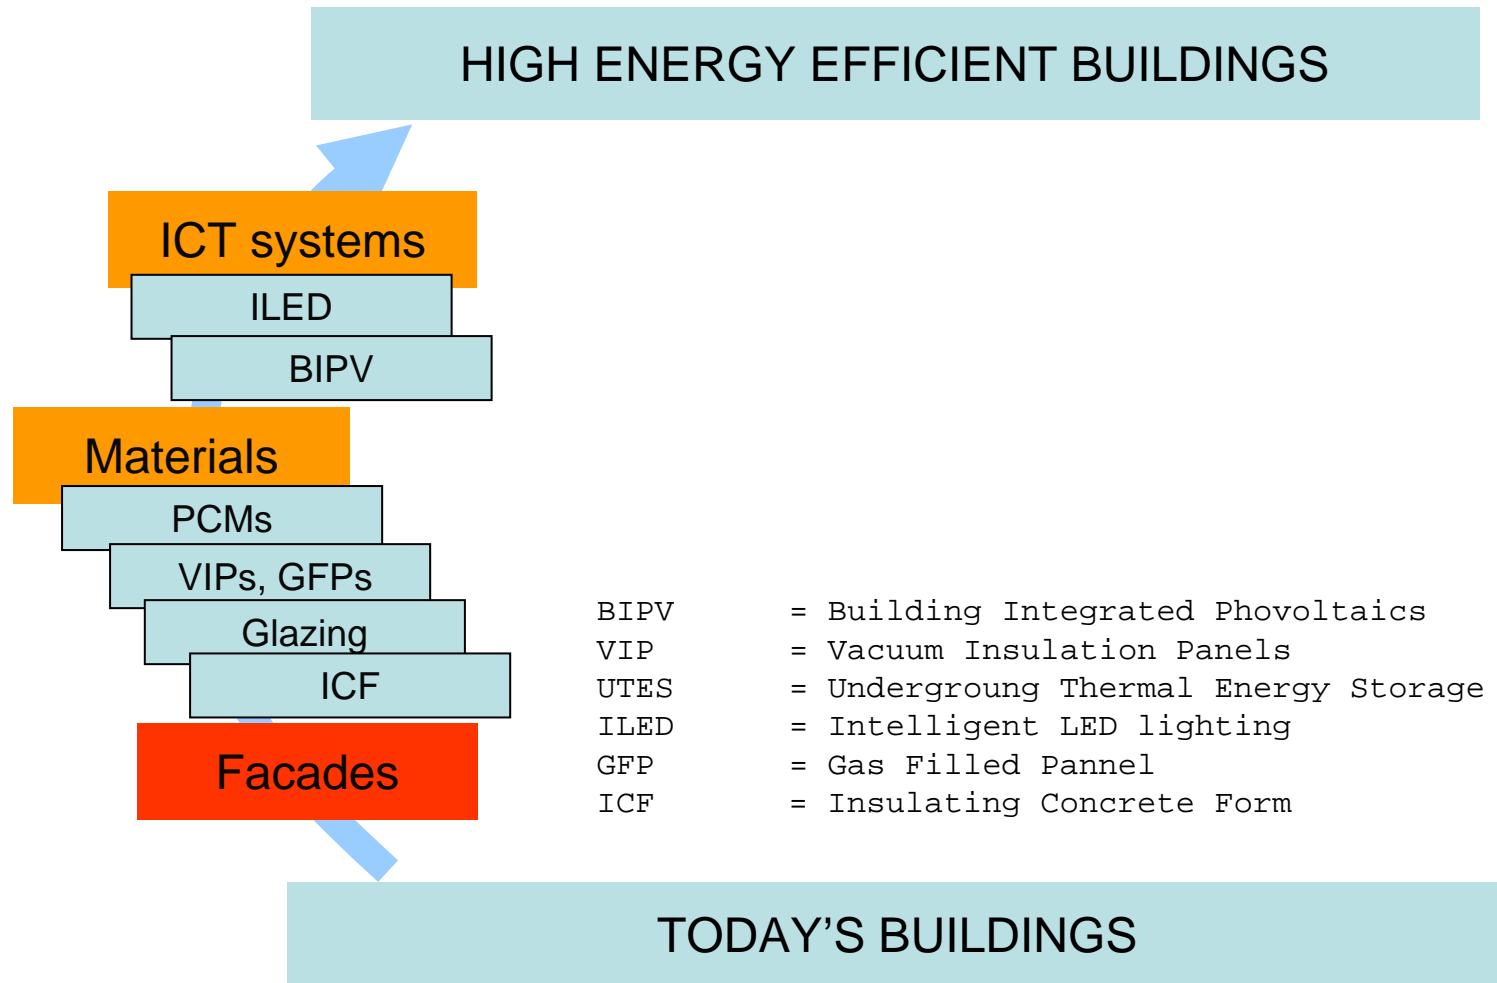 HIGH ENERGY EFFICIENT BUILDINGS
ICT systems
ILED
BIPV
Materials
PCMs
VIPs, GFPs
Glazing
ICF
Facades
BIPV = Building Integrated Phovoltaics
VIP = Vacuum Insulation Panels
UTES = Undergroung Thermal Energy Storage
ILED = Intelligent LED lighting
GFP = Gas Filled Pannel
ICF = Insulating Concrete Form
TODAY’S BUILDINGS